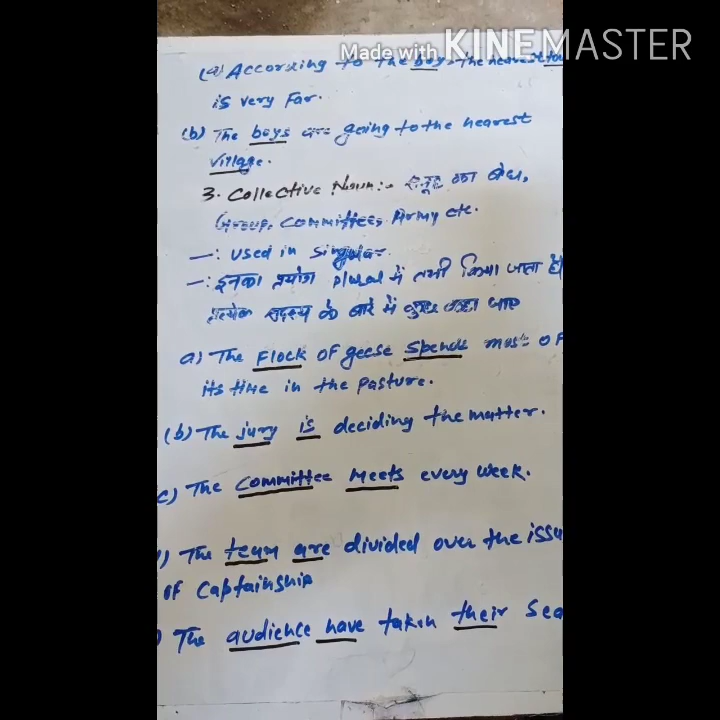 Made with KINEMASTER
(a) According to the boy, the nearest
is very Far.
(b) The boys are going to the nearest
village.
3. Collective Noun:- समूह का बोध,
Group, Committee, Army etc.
—: Used in Singular
—: इनका प्रयोग Plural में तभी किया जाता है।
प्रत्येक सदस्य के बारे में कुछ कहा जाए
a) The Flock of geese spends most of
its time in the Pasture.
(b) The jury is deciding the matter.
c) The Committee Meets every week.
) The team are divided over the issu
of Captainship
) The audience have taken their Sea